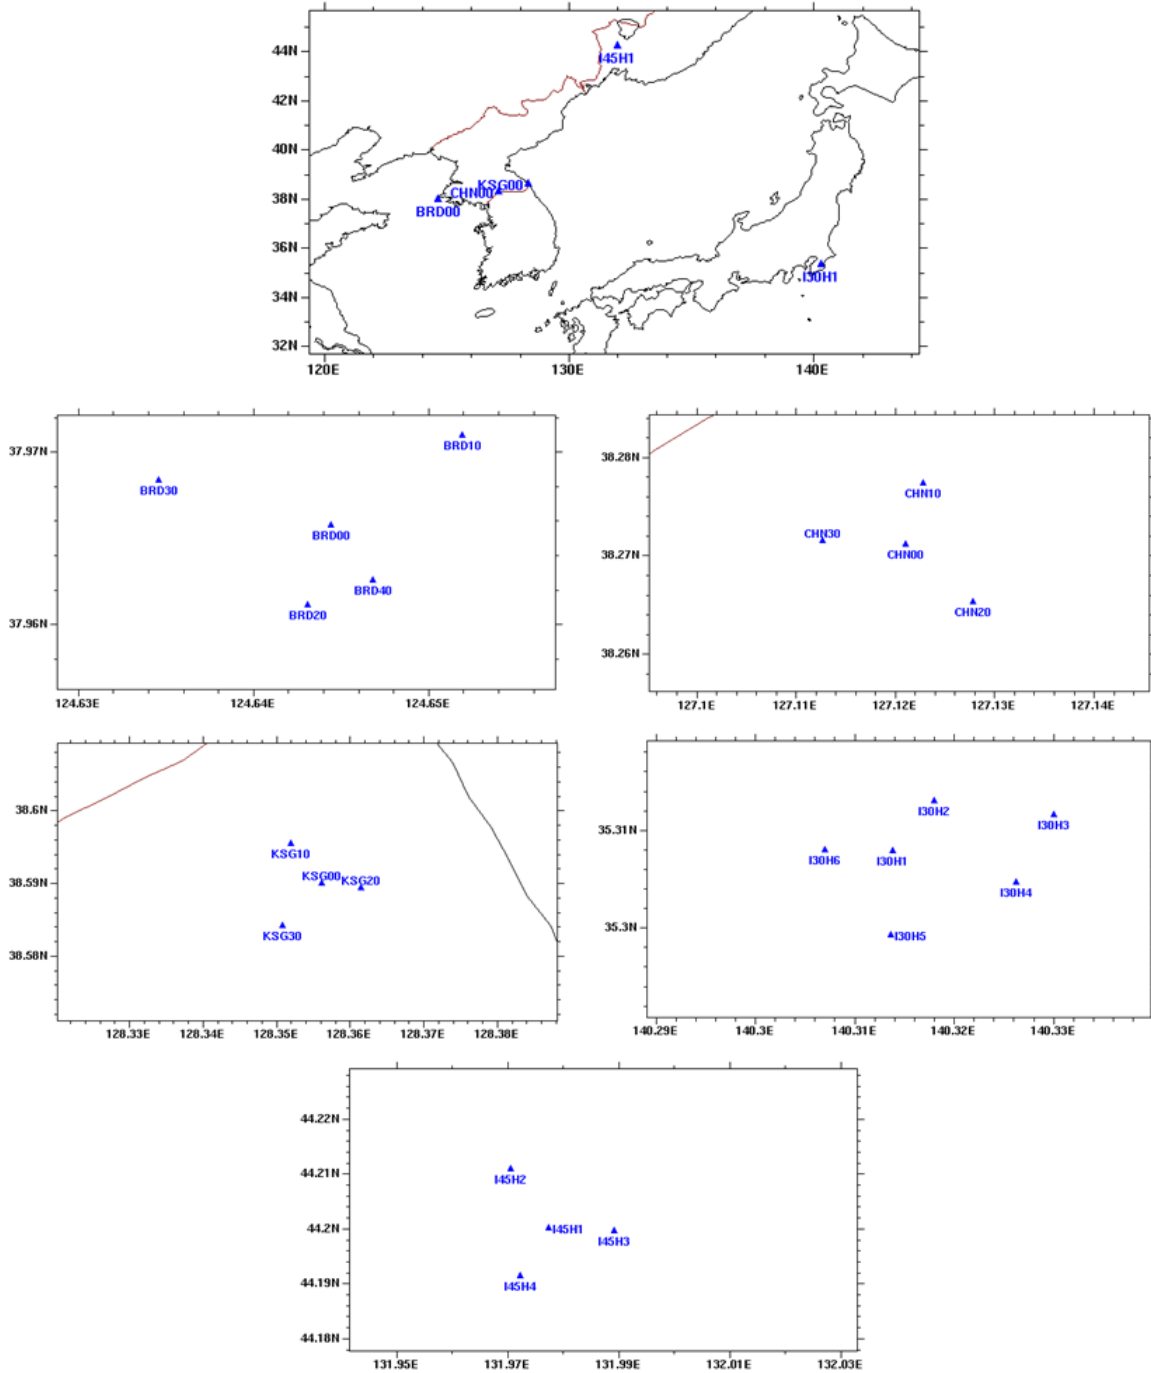 44N
I45H1
42N
40N
KSG00
CHN00
38N
BRD00
36N
I30H1
34N
32N
120E 130E 140E
BRD10
37.97N
BRD30
BRD00
BRD40
BRD20
37.96N
124.63E 124.64E 124.65E
38.28N
CHN10
CHN30
38.27N
CHN00
CHN20
38.26N
127.1E 127.11E 127.12E 127.13E 127.14E
38.6N
KSG10
38.59N
KSG00
KSG20
KSG30
38.58N
128.33E 128.34E 128.35E 128.36E 128.37E 128.38E
I30H2
I30H3
35.31N
I30H6
I30H1
I30H4
35.3N
I30H5
140.29E 140.3E 140.31E 140.32E 140.33E
44.22N
44.21N
I45H2
44.2N
I45H1
I45H3
44.19N
I45H4
44.18N
131.95E 131.97E 131.99E 132.01E 132.03E